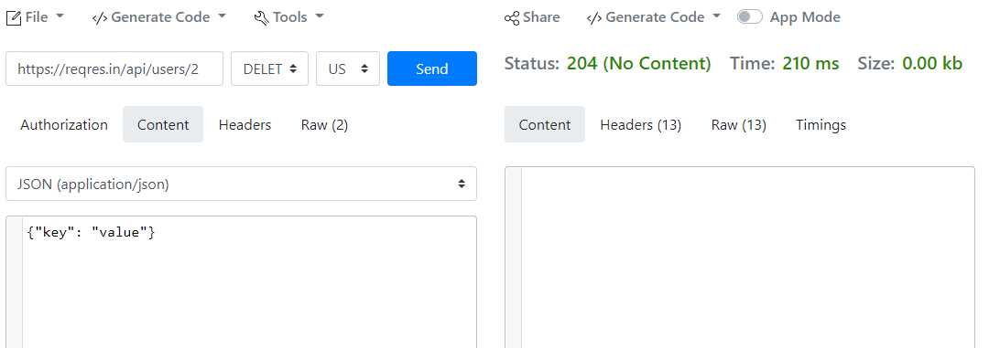 File </> Generate Code Tools Share </> Generate Code App Mode
https://reqres.in/api/users/2 DELET US Send Status: 204 (No Content) Time: 210 ms Size: 0.00 kb
Authorization Content Headers Raw (2) Content Headers (13) Raw (13) Timings
JSON (application/json)
{"key": "value"}